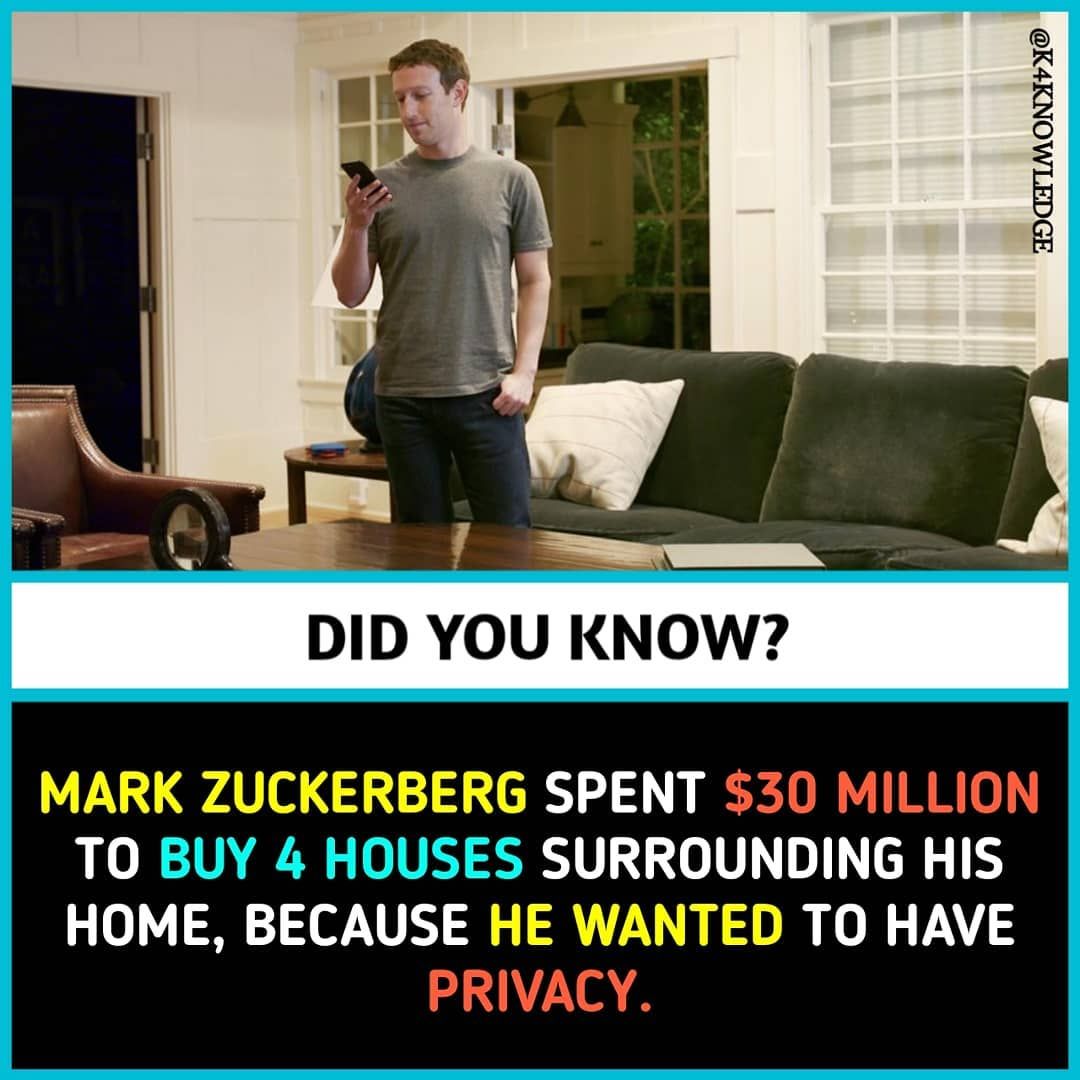 @K4KNOWLEDGE
DID YOU KNOW?
MARK ZUCKERBERG SPENT $30 MILLION
TO BUY 4 HOUSES SURROUNDING HIS
HOME, BECAUSE HE WANTED TO HAVE
PRIVACY.